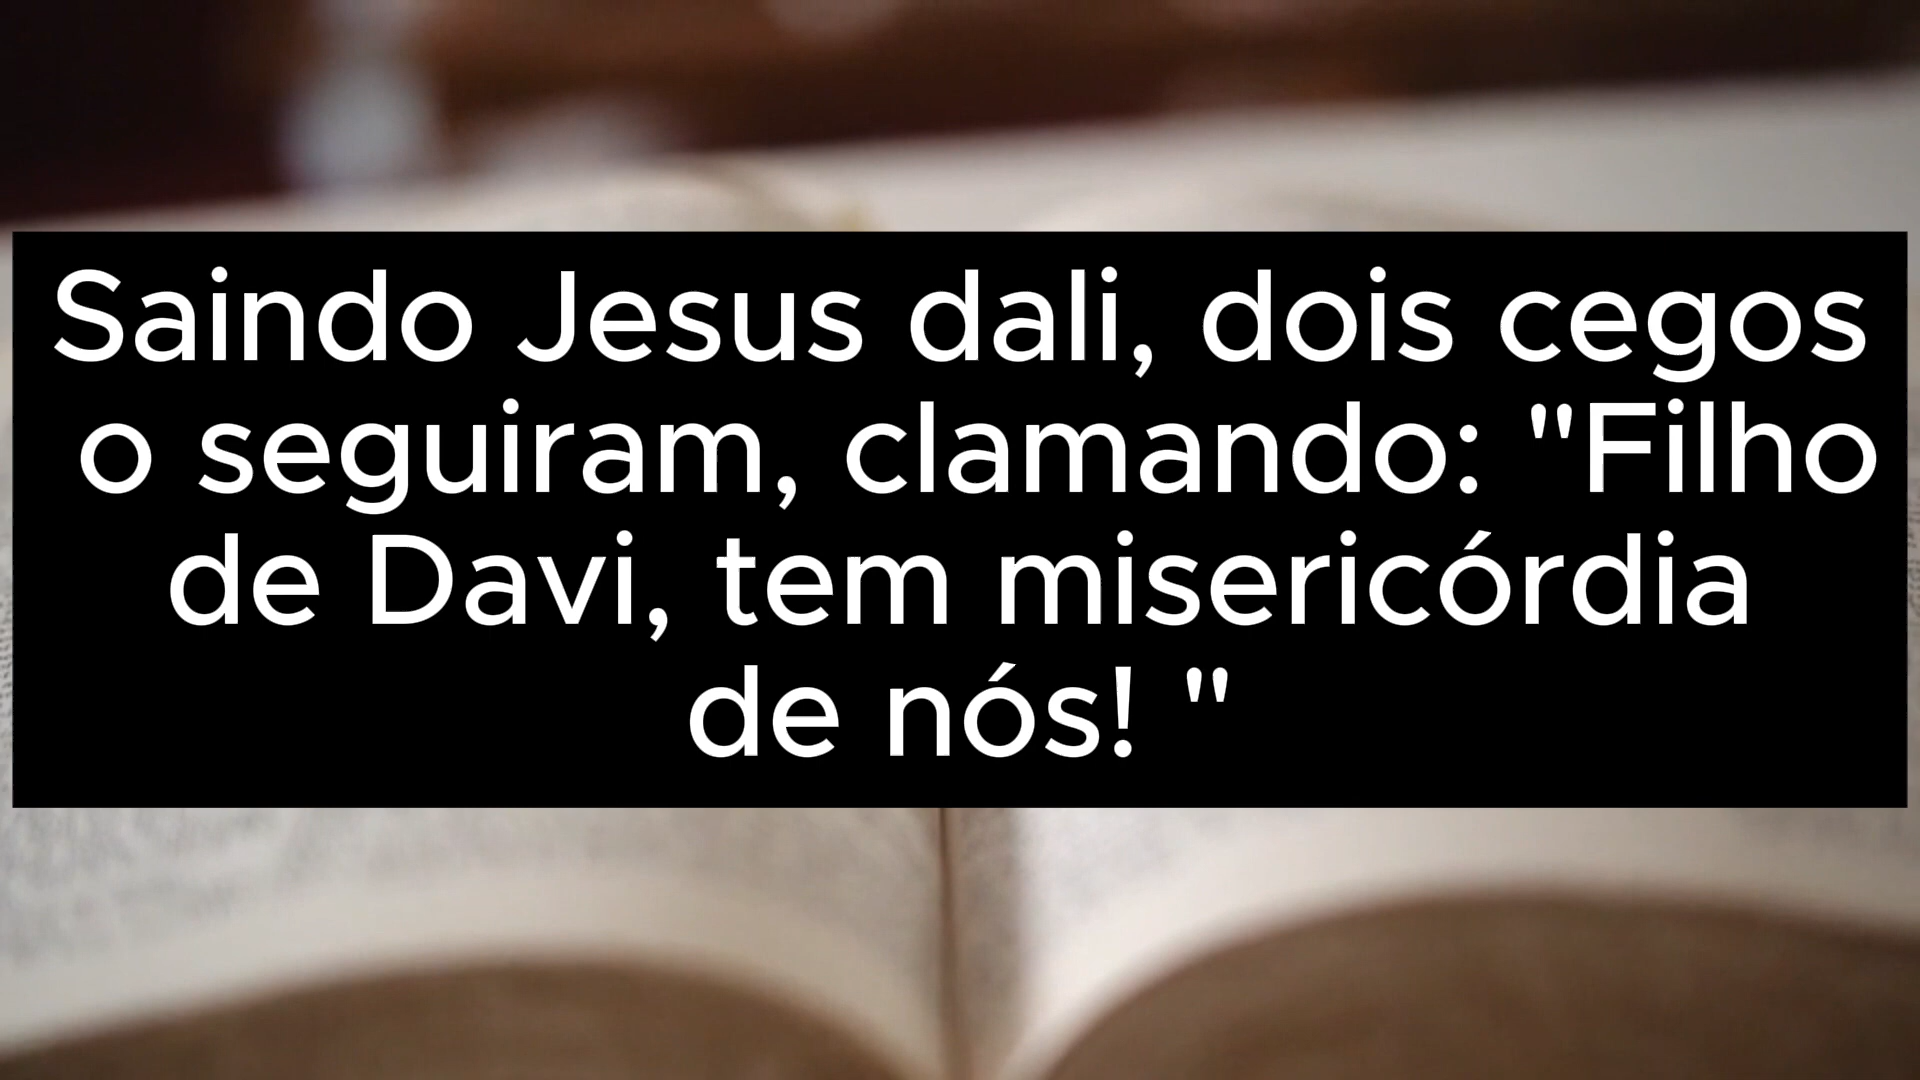 Saindo Jesus dali, dois cegos
o seguiram, clamando: "Filho
de Davi, tem misericórdia
de nós! "